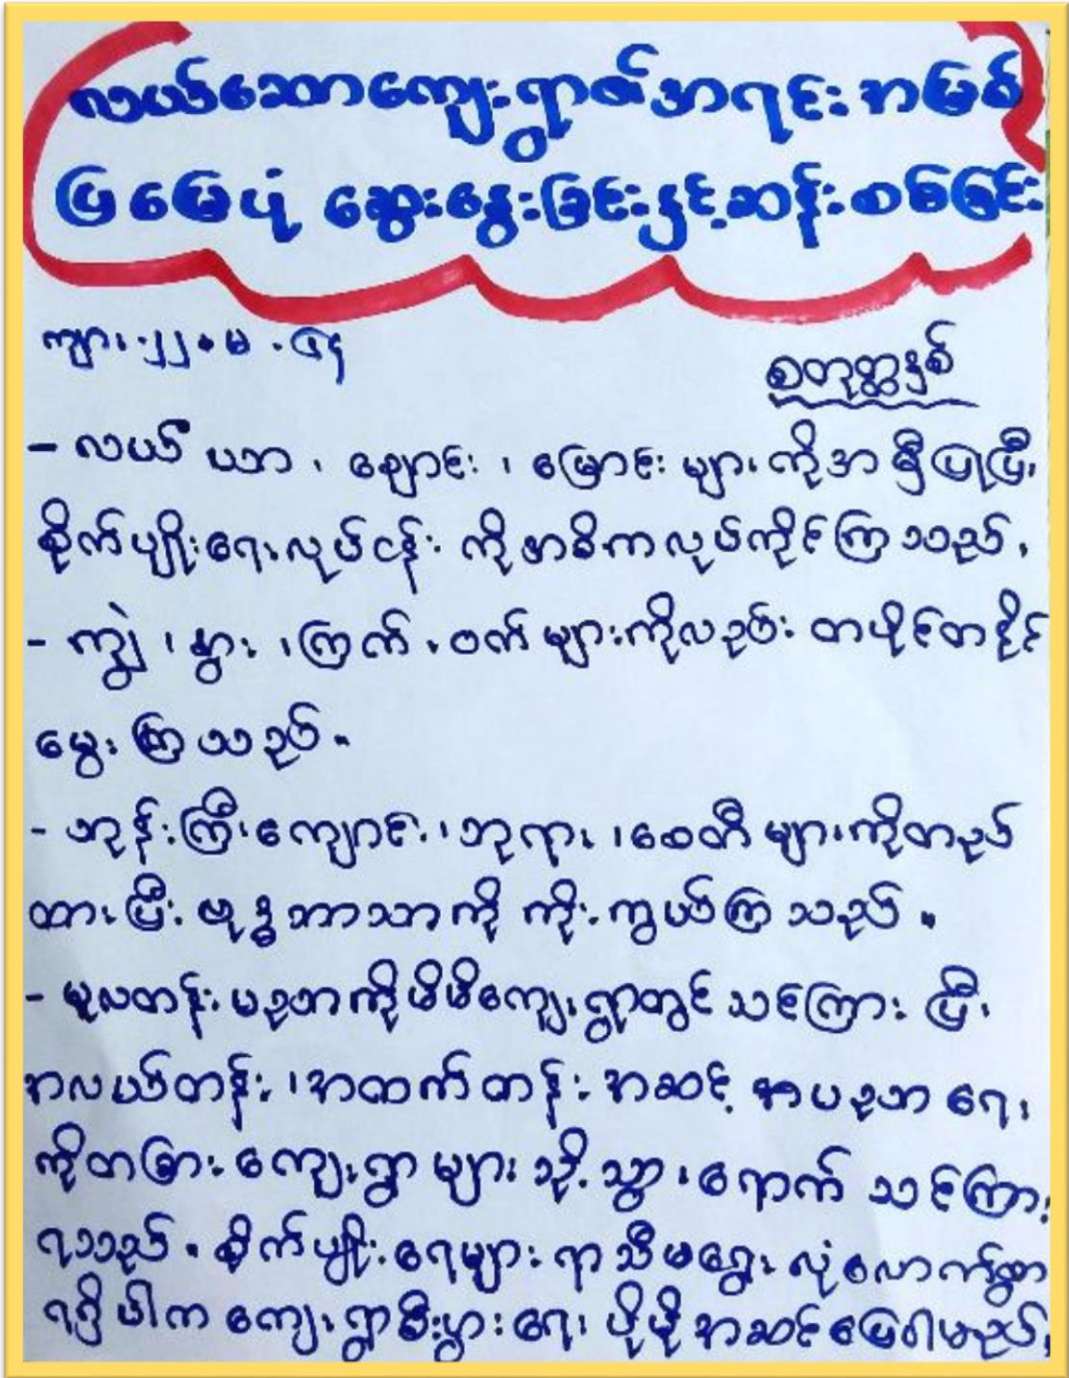 လယ်ဆောကျေးရွာ၏အရင်းအမြစ်
ပြမြေပုံ ဆွေးနွေးခြင်းနှင့်ဆန်းစစ်ခြင်း
ကျား ၂၂ ၊ မ
စတုတ္ထနှစ်
- လယ် ယာ ၊ ချောင်း ၊ မြောင်း များကိုအမှီပြုပြီး
စိုက်ပျိုးရေးလုပ်ငန်း ကိုအဓိကလုပ်ကိုင်ကြသည်။
- ကျွဲ ၊ နွား ၊ ကြက် ၊ ဝက် များကိုလည်း တပိုင်တနိုင်
မွေး ကြသည်။
- ဘုန်းကြီးကျောင်း ၊ ဘုရား ၊ စေတီ များကိုတည်
ထားပြီး ဗုဒ္ဓဘာသာကို ကိုးကွယ်ကြသည်။
- မူလတန်းပညာကိုမိမိကျေးရွာတွင် သင်ကြား ပြီး
အလယ်တန်း ၊ အထက်တန်း အဆင့် အပညာ ရေး
ကိုတခြားကျေးရွာ များ သို့သွား ရောက် သင်ကြား
ရသည်။ စိုက်ပျိုးရေများ ရာသီမရွေး လုံလောက်စွာ
ရရှိပါက ကျေးရွာစီးပွားရေး ပိုမိုအဆင်ပြေပါမည်။